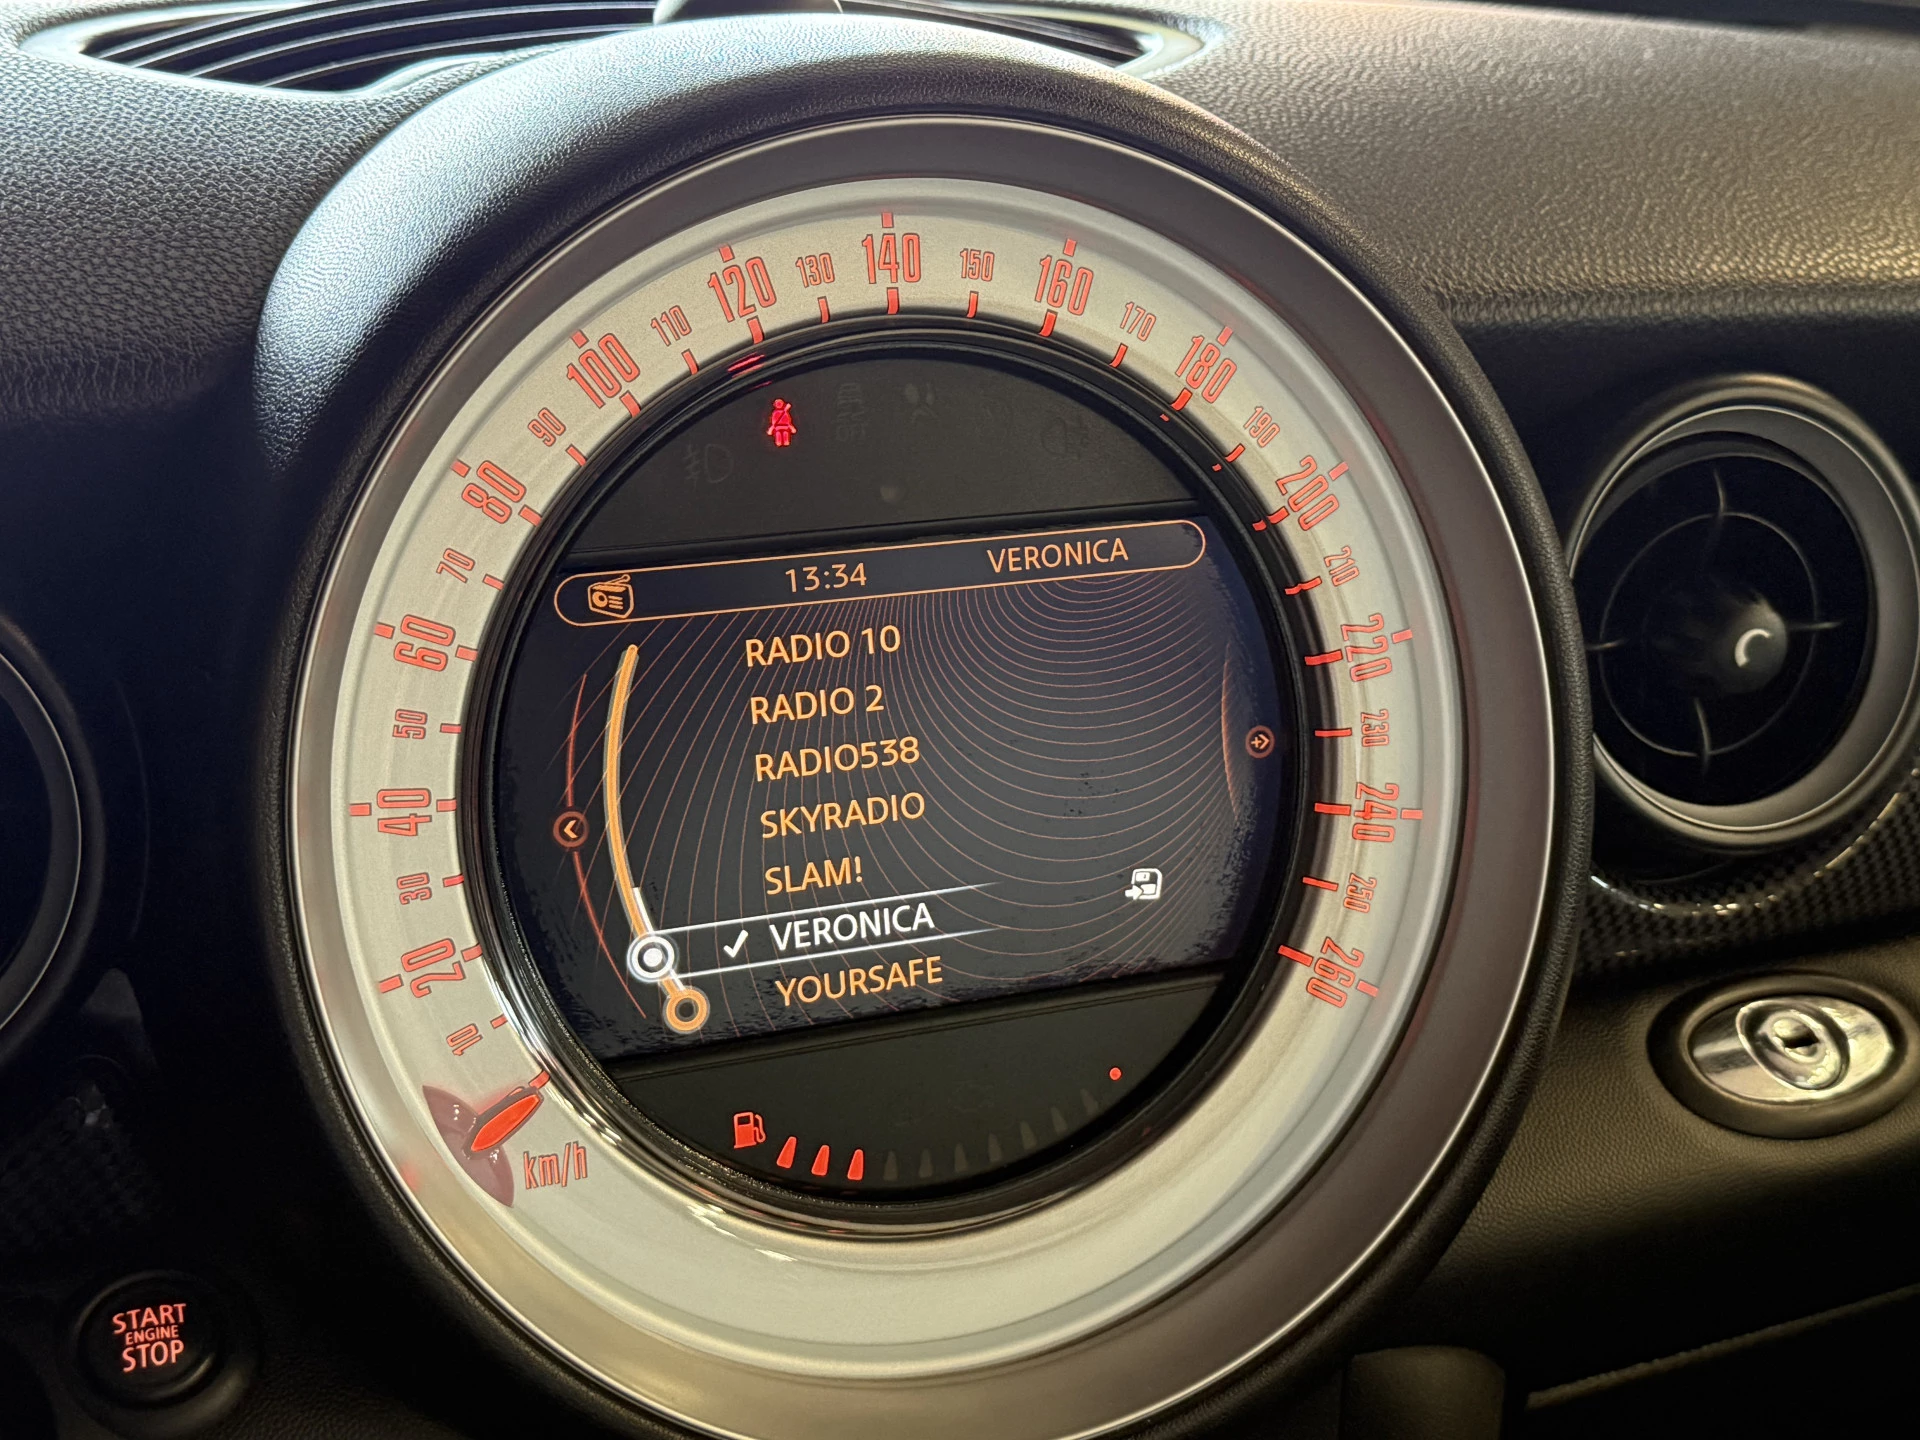 10
20
30
40
50
60
70
80
90
100
110
120
130
140
150
160
170
180
190
200
210
220
230
240
250
260
km/h
13:34 VERONICA
RADIO 10
RADIO 2
RADIO538
SKYRADIO
SLAM!
VERONICA
YOURSAFE
START
ENGINE
STOP